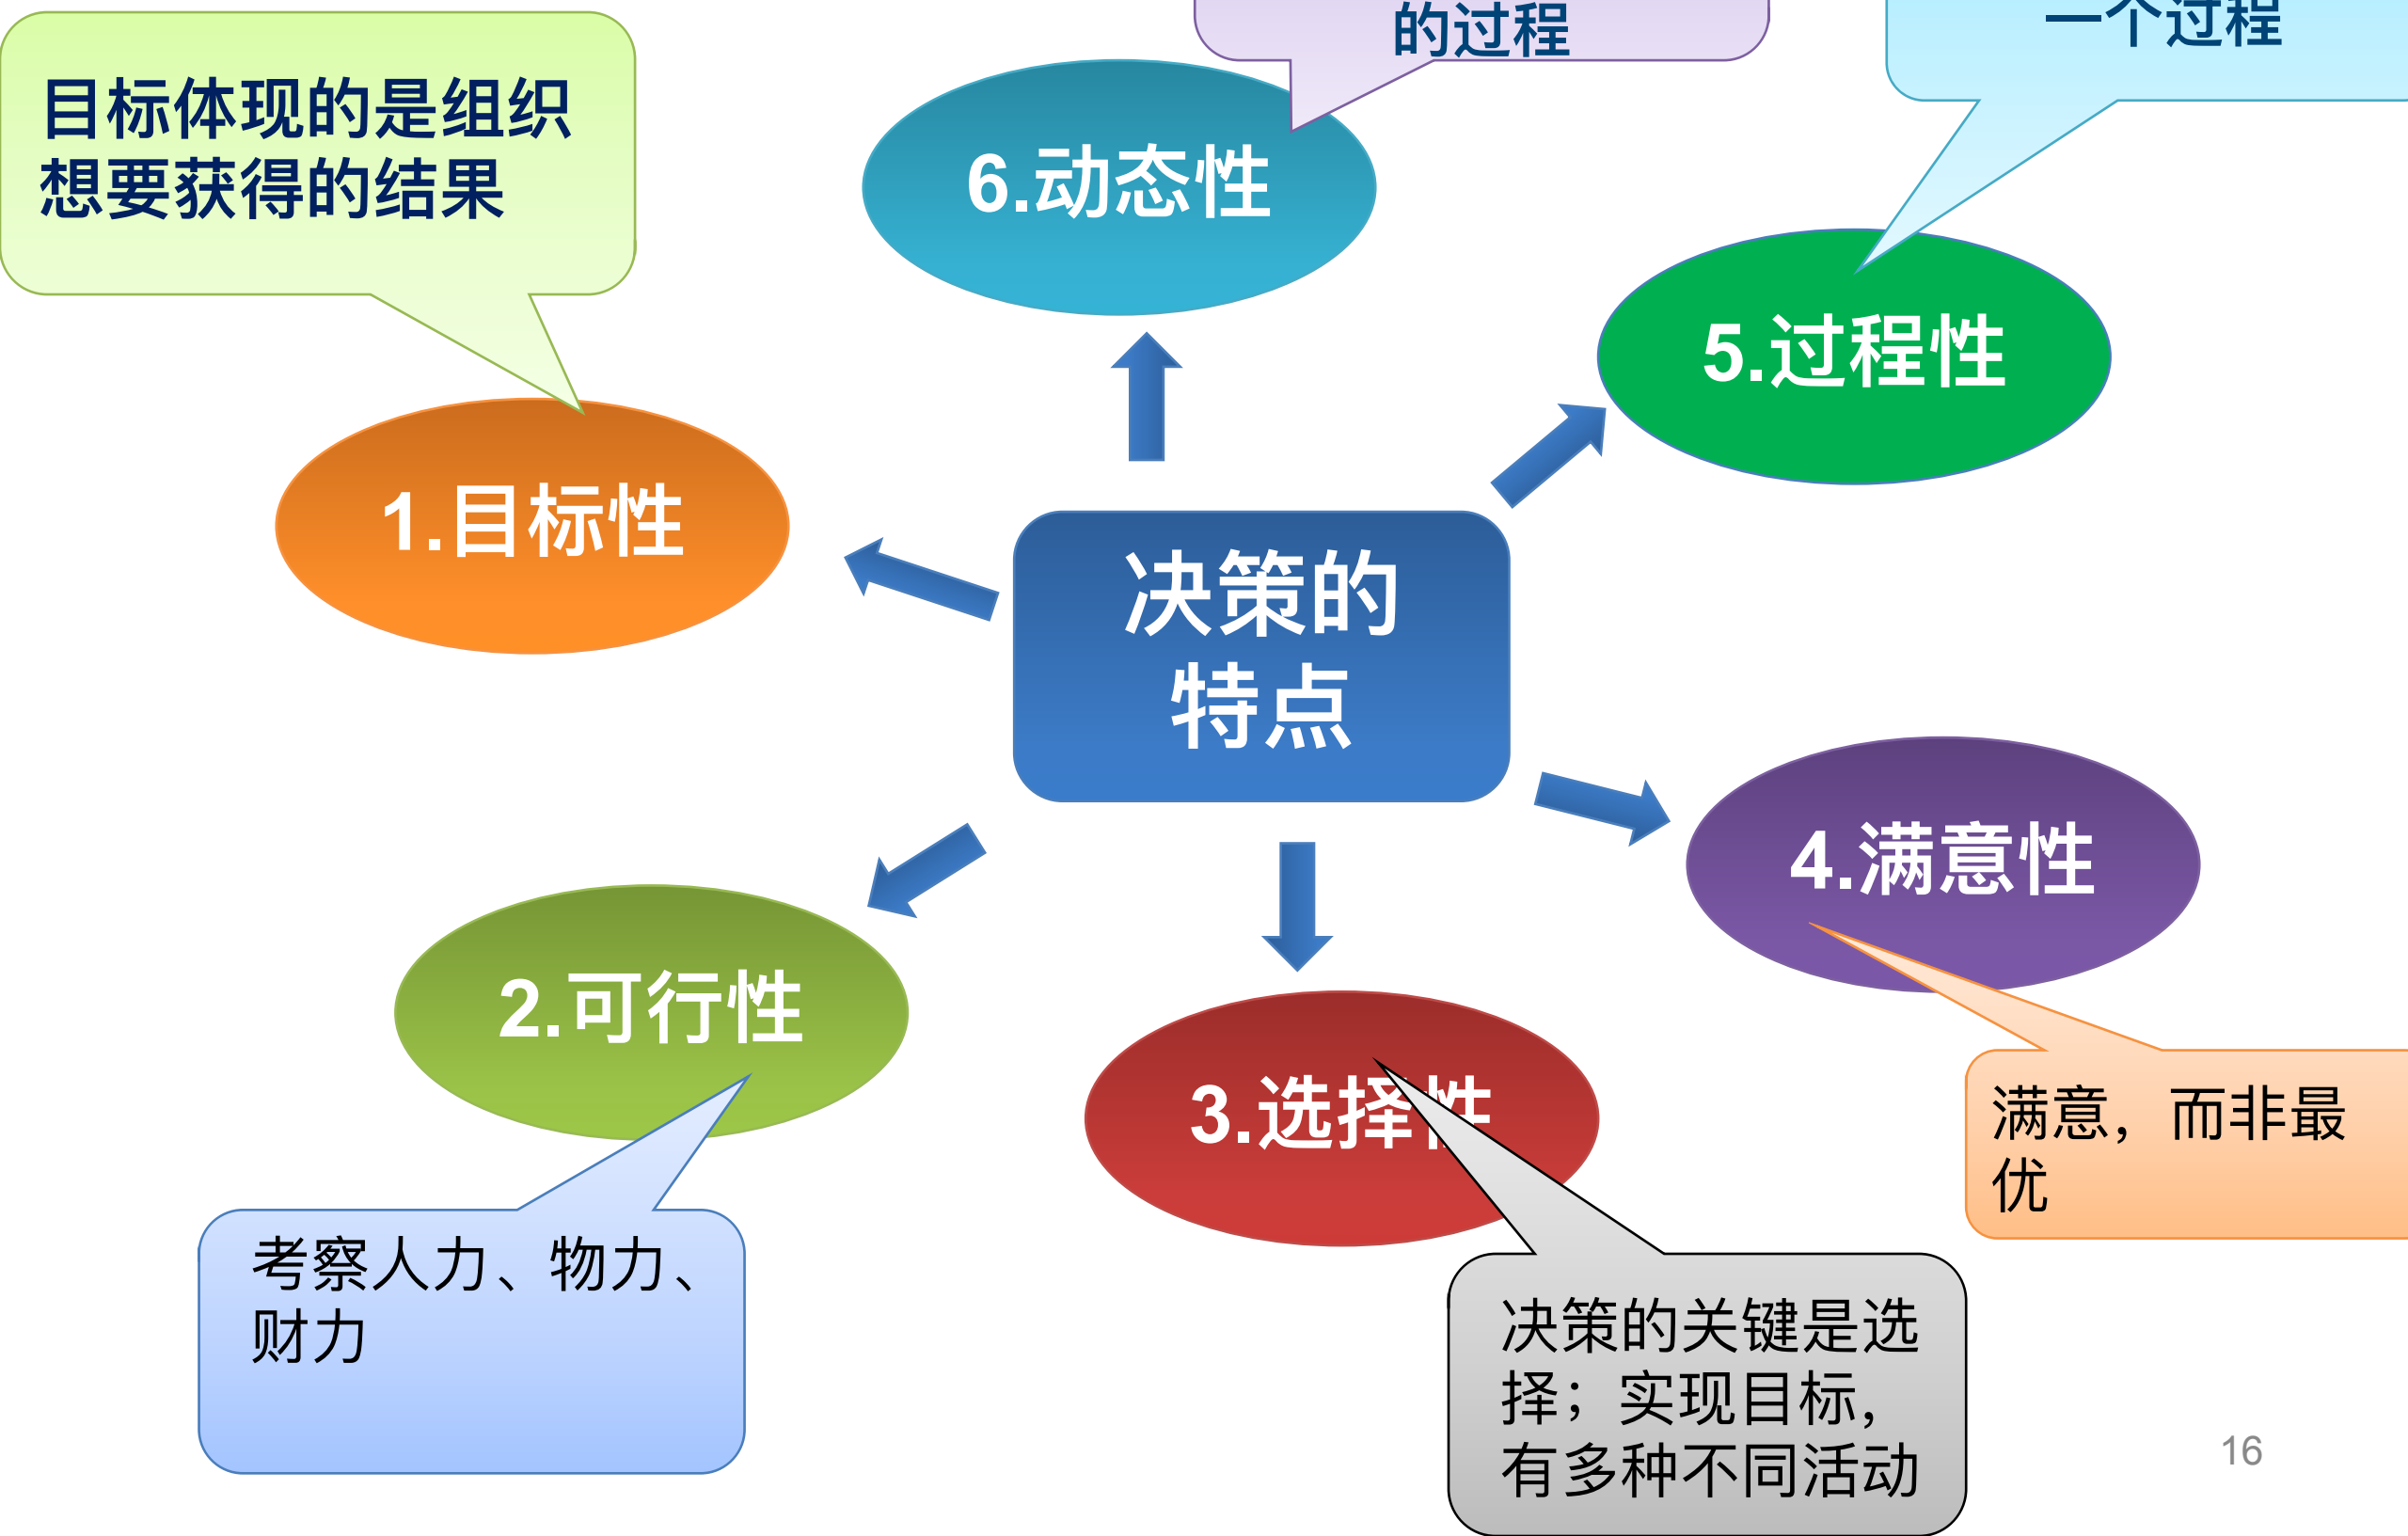 的过程
一个过程
目标体现的是组织
想要获得的结果
6.动态性
5.过程性
1.目标性
决策的
特点
4.满意性
2.可行性
3.选择性
满意，而非最
优
考察人力、物力、
财力
决策的关键是选
择；实现目标，
有多种不同活动
16